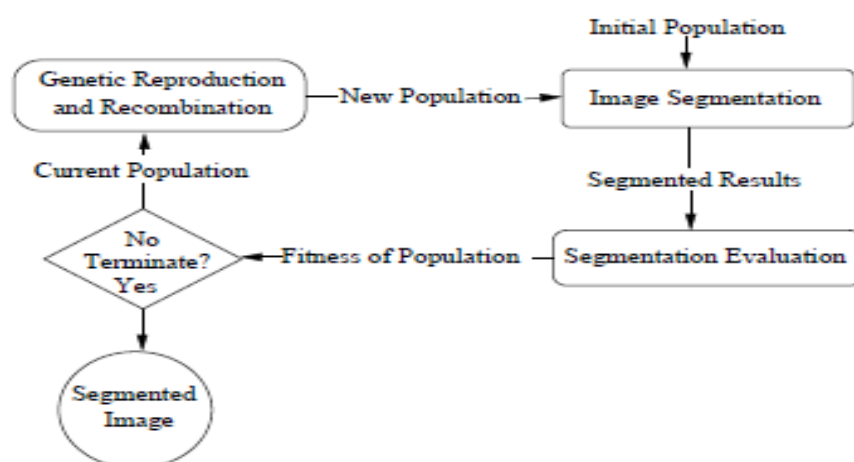 Initial Population
Genetic Reproduction
and Recombination
New Population
Image Segmentation
Current Population
Segmented Results
No
Terminate?
Yes
Fitness of Population
Segmentation Evaluation
Segmented
Image